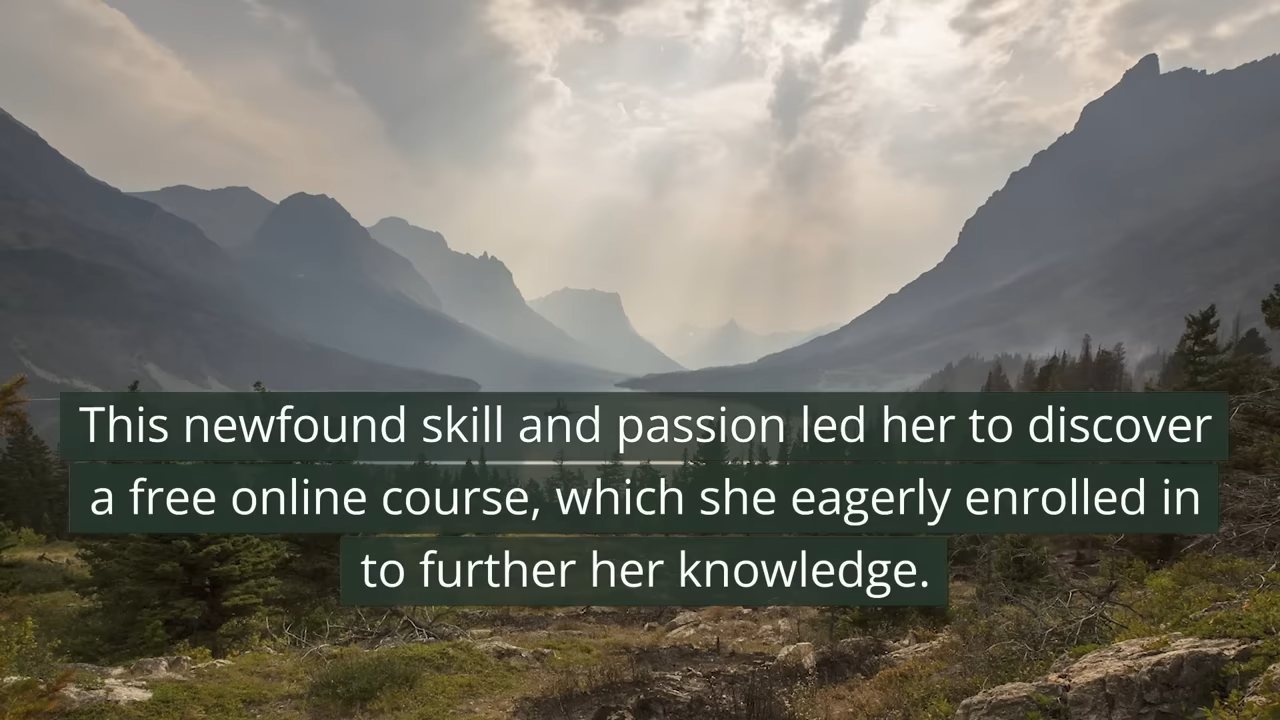 This newfound skill and passion led her to discover
a free online course, which she eagerly enrolled in
to further her knowledge.